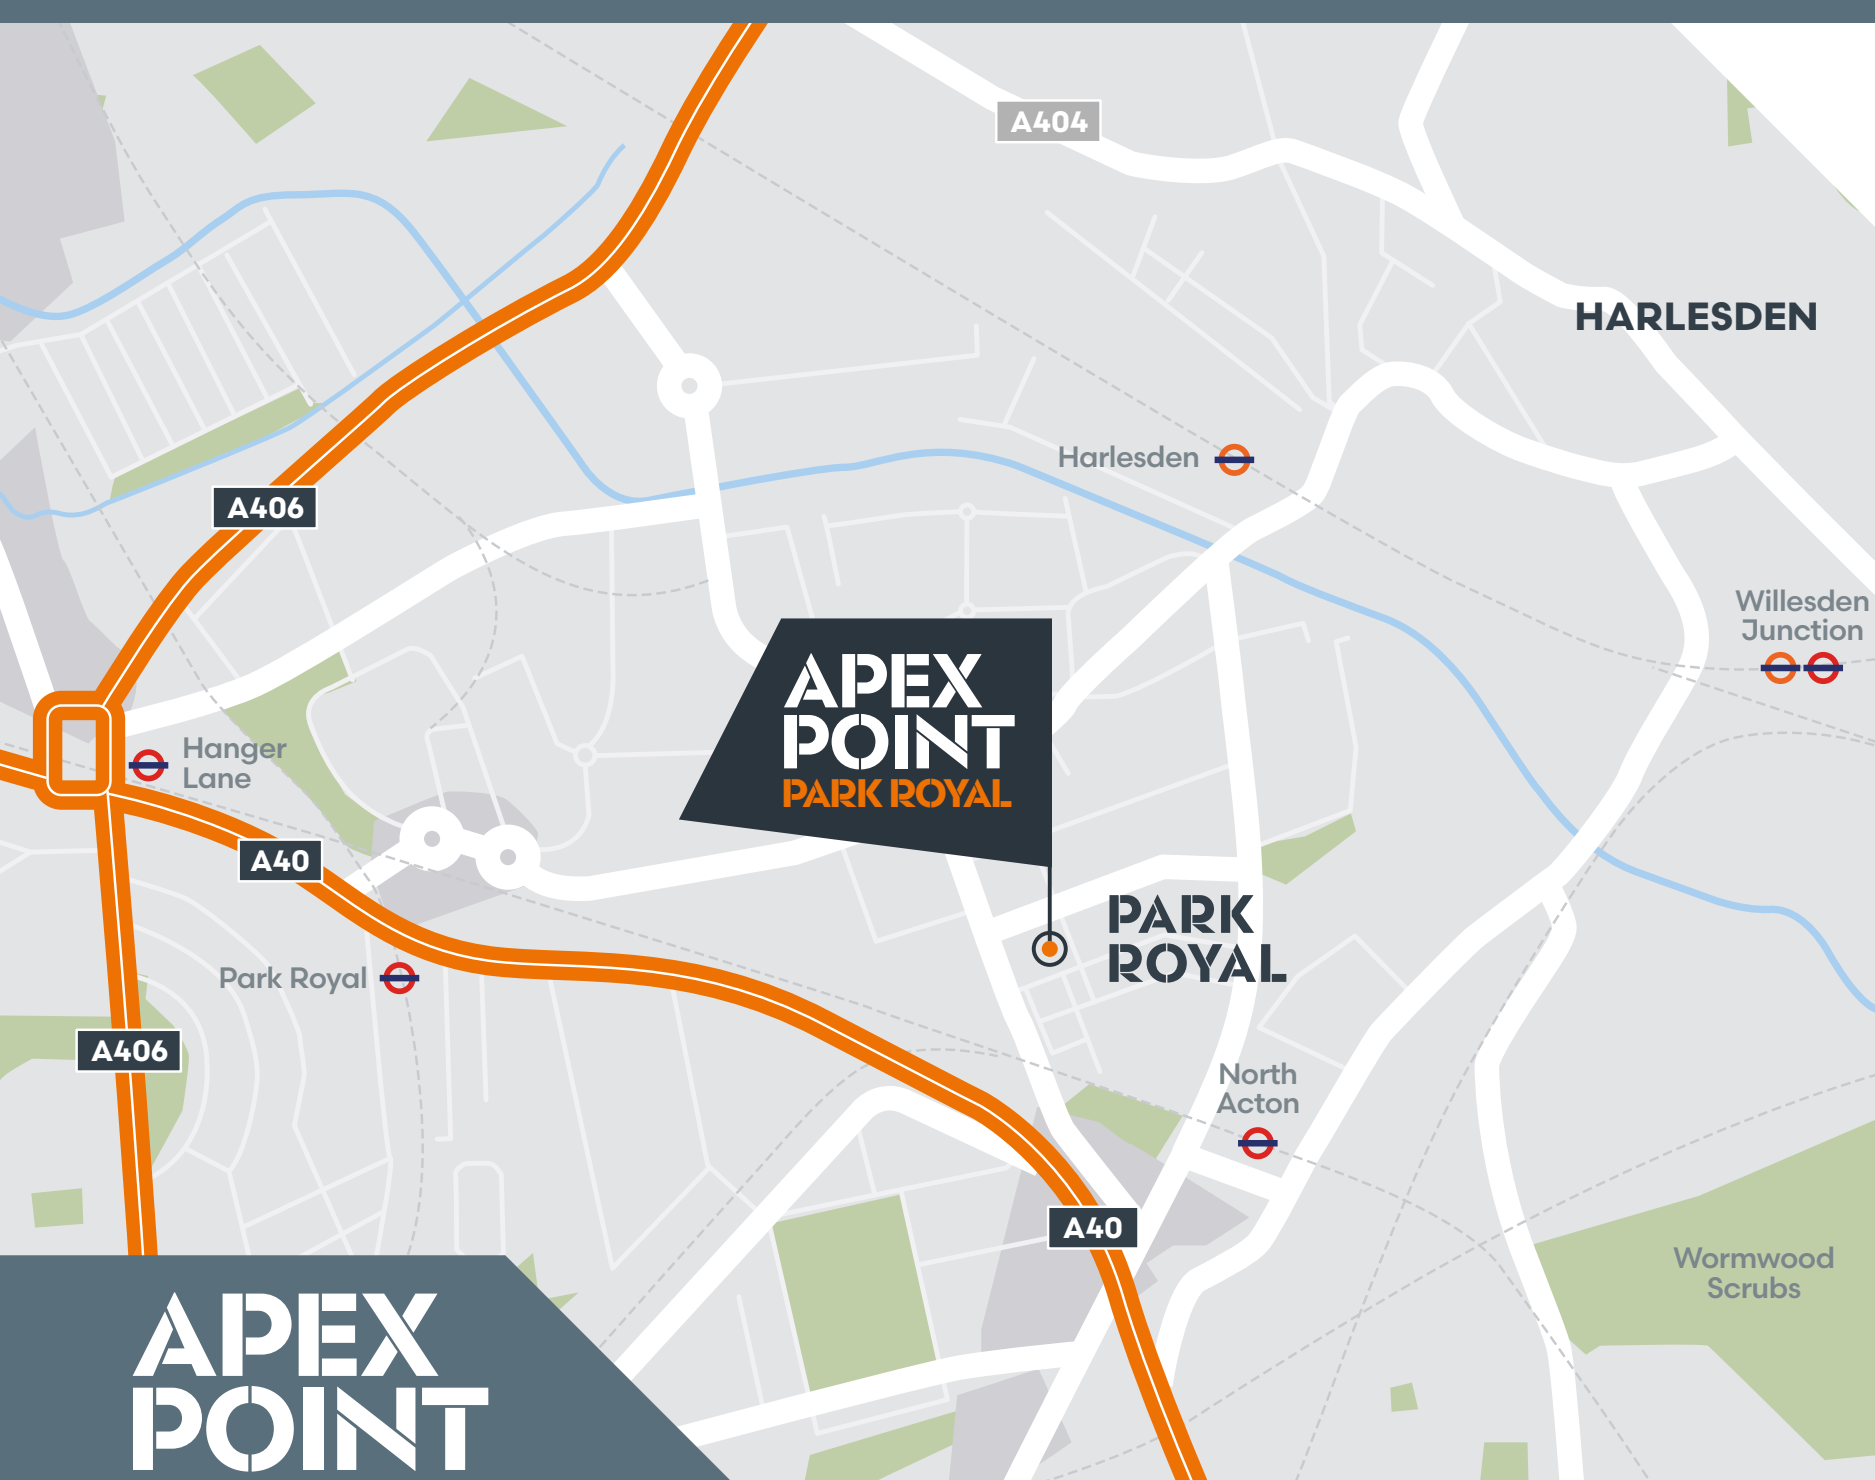 A404
HARLESDEN
Harlesden
A406
Willesden
Junction
APEX
POINT
PARK ROYAL
Hanger
Lane
A40
PARK
ROYAL
Park Royal
A406
North
Acton
A40
Wormwood
Scrubs
APEX
POINT